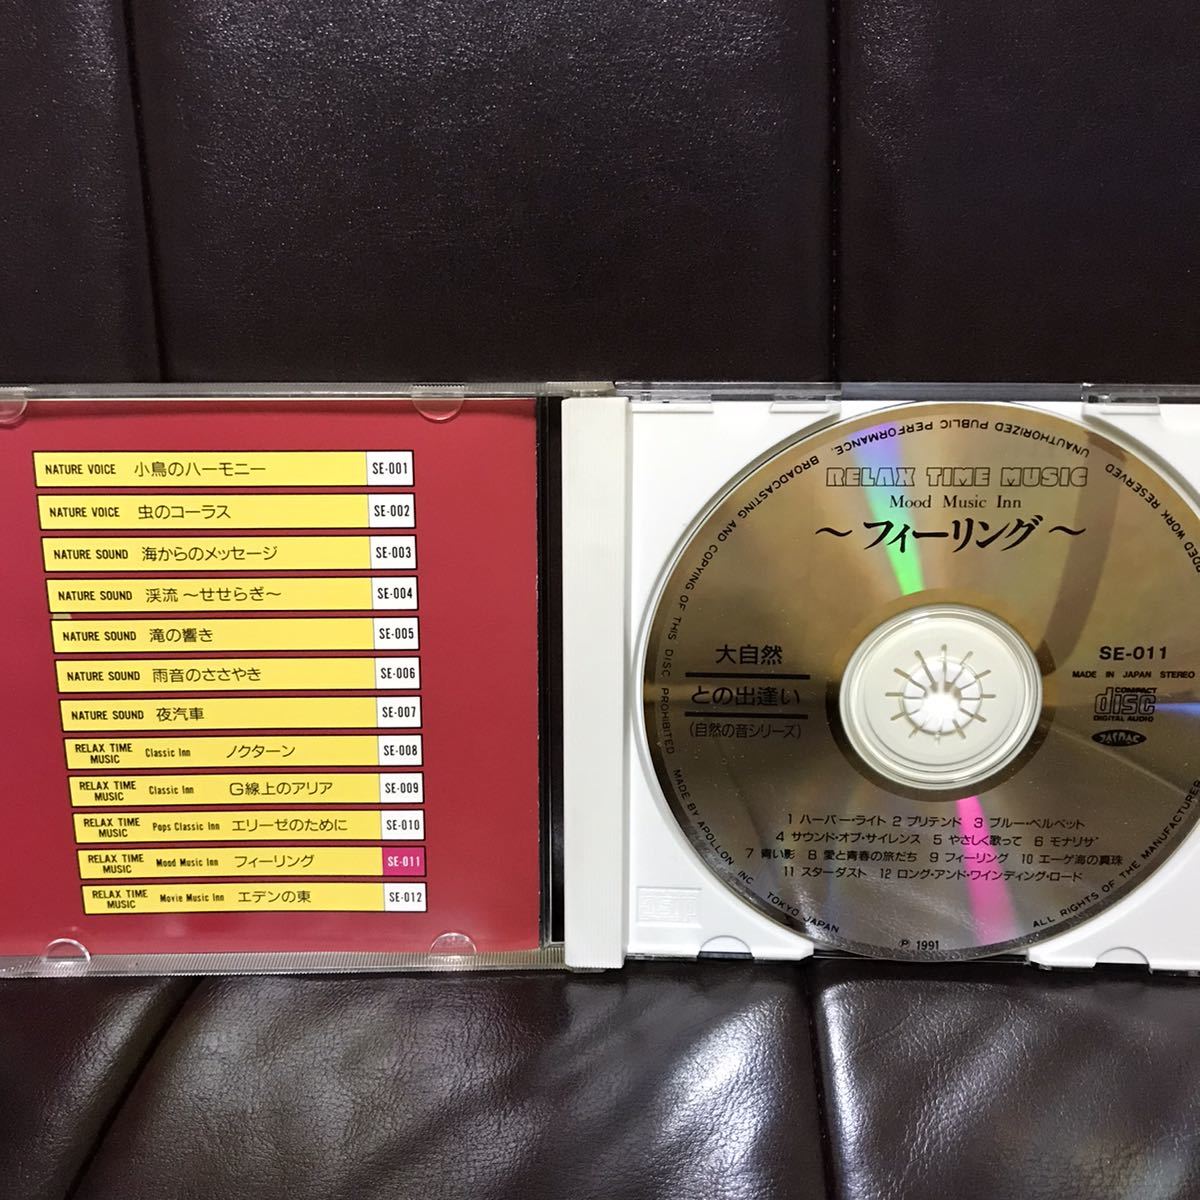 NATURE VOICE 小鳥のハーモニー SE-001
NATURE VOICE 虫のコーラス SE-002
NATURE SOUND 海からのメッセージ SE-003
NATURE SOUND 渓流 〜せせらぎ〜 SE-004
NATURE SOUND 滝の響き SE-005
NATURE SOUND 雨音のささやき SE-006
NATURE SOUND 夜汽車 SE-007
RELAX TIME MUSIC Classic Inn ノクターン SE-008
RELAX TIME MUSIC Classic Inn G線上のアリア SE-009
RELAX TIME MUSIC Pops Classic Inn エリーゼのために SE-010
RELAX TIME MUSIC Mood Music Inn フィーリング SE-011
RELAX TIME MUSIC Movie Music Inn エデンの東 SE-012
RELAX TIME MUSIC
Mood Music Inn
〜フィーリング〜
大自然
との出逢い
(自然の音シリーズ)
SE-011
MADE IN JAPAN STEREO
COMPACT
disc
DIGITAL AUDIO
JASRAC
1 ハーバー・ライト 2 プリテンド 3 ブルー・ベルベット
4 サウンド・オブ・サイレンス 5 やさしく歌って 6 モナリザ
7 青い影 8 愛と青春の旅だち 9 フィーリング 10 エーゲ海の真珠
11 スターダスト 12 ロング・アンド・ワインディング・ロード
℗ 1991
ALL RIGHTS OF THE MANUFACTURER
DED WORK RESERVED UNAUTHORIZED PUBLIC PERFORMANCE, BROADCASTING AND COPYING OF THIS DISC PROHIBITED MADE BY APOLLON INC TOKYO JAPAN